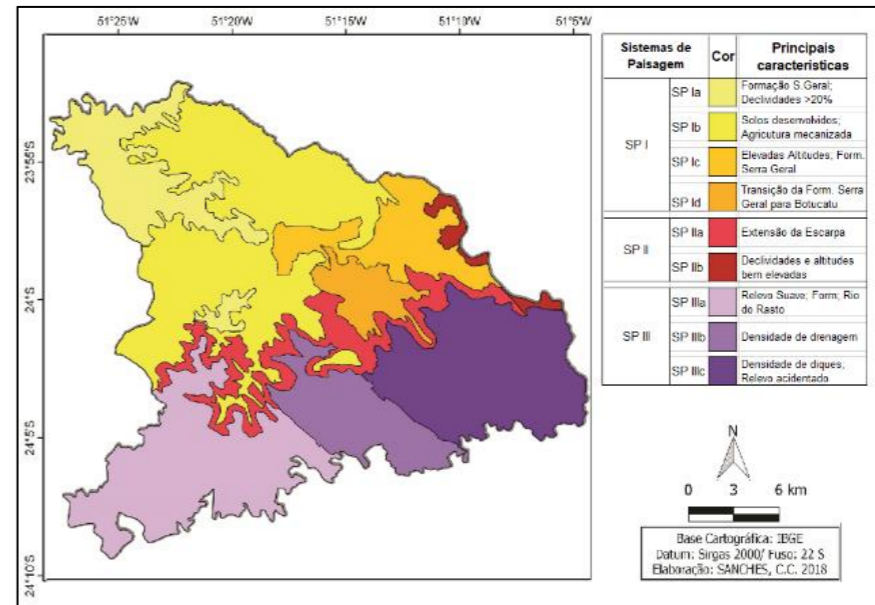 51°25'W 51°20'W 51°15'W 51°10'W 51°5'W
23°55'S
24°S
24°5'S
24°10'S
Sistemas de Paisagem Cor Principais características
SP I
SP Ia Formação S.Geral;
Declividades >20%
SP Ib Solos desenvolvidos;
Agricutura mecanizada
SP Ic Elevadas Altitudes; Form.
Serra Geral
SP Id Transição da Form. Serra
Geral para Botucatu
SP II
SP IIa Extensão da Escarpa
SP IIb Declividades e altitudes
bem elevadas
SP III
SP IIIa Relevo Suave; Form; Rio
do Rasto
SP IIIb Densidade de drenagem
SP IIIc Densidade de diques;
Relevo acidentado
N
0 3 6 km
Base Cartográfica: IBGE
Datum: Sirgas 2000/ Fuso: 22 S
Elaboração: SANCHES, C.C. 2018